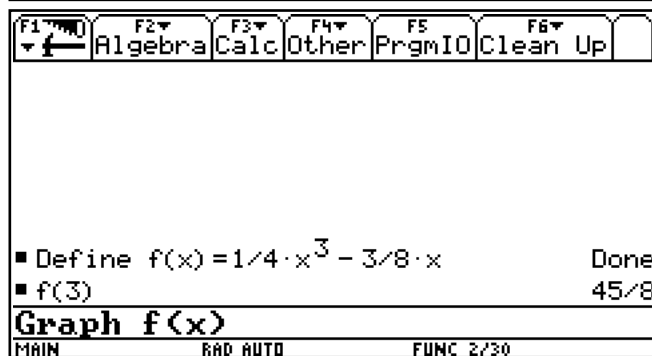 F1 F2 F3 F4 F5 F6
Algebra Calc Other PrgmIO Clean Up
▪ Define f(x) = 1/4·x³ − 3/8·x Done
▪ f(3) 45/8
Graph f(x)
MAIN RAD AUTO FUNC 2/30